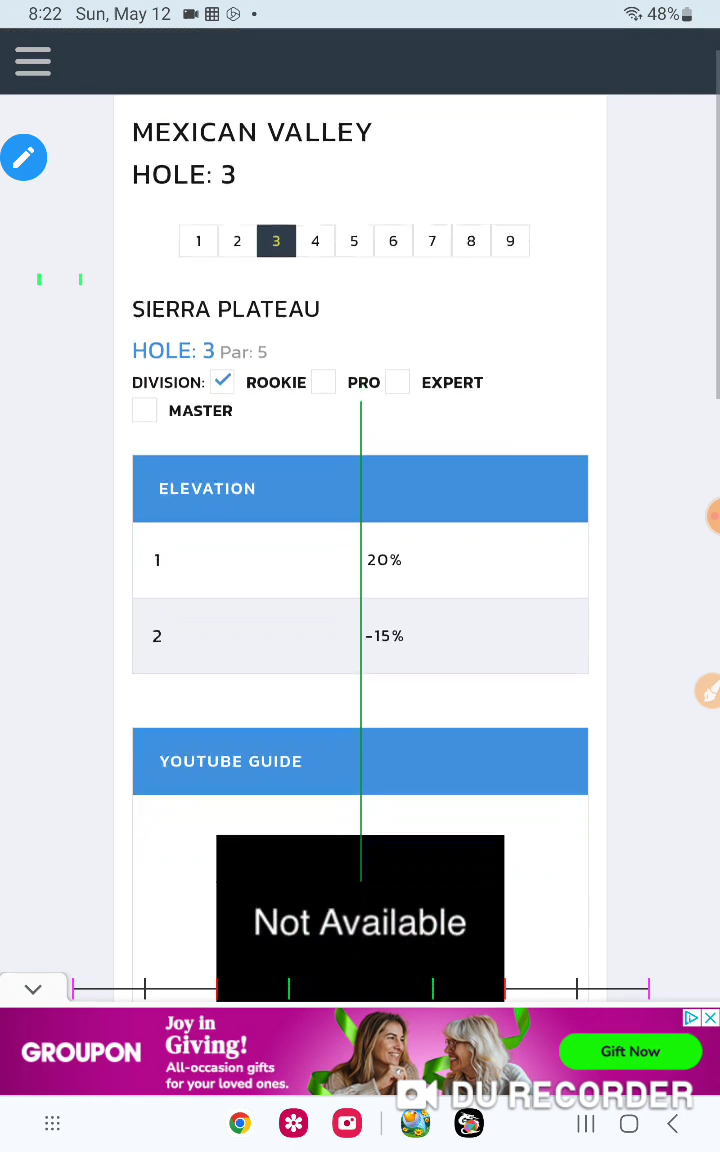 8:22 Sun, May 12 48%
MEXICAN VALLEY
HOLE: 3
1 2 3 4 5 6 7 8 9
SIERRA PLATEAU
HOLE: 3 Par: 5
DIVISION: ROOKIE PRO EXPERT
MASTER
ELEVATION
1 20%
2 -15%
YOUTUBE GUIDE
Not Available
GROUPON
Joy in
Giving!
All-occasion gifts
for your loved ones.
Gift Now
DU RECORDER